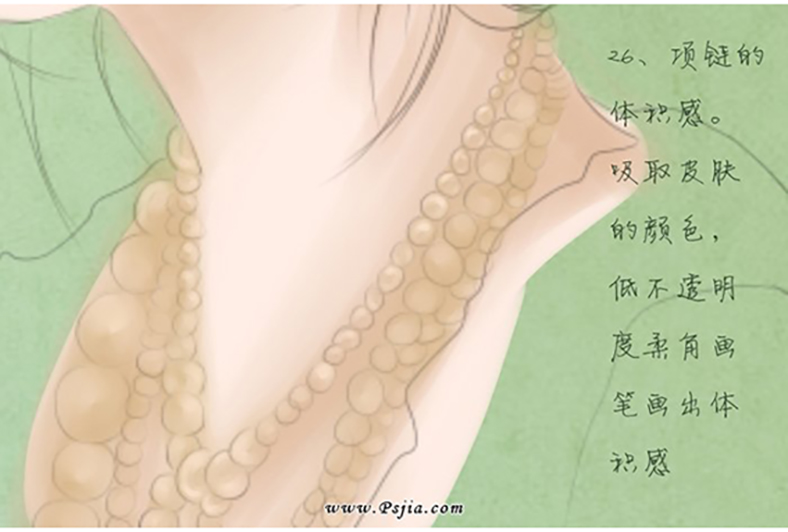 26、项链的
体积感。
吸取皮肤
的颜色，
低不透明
度柔角画
笔画出体
积感
www.Psjia.com